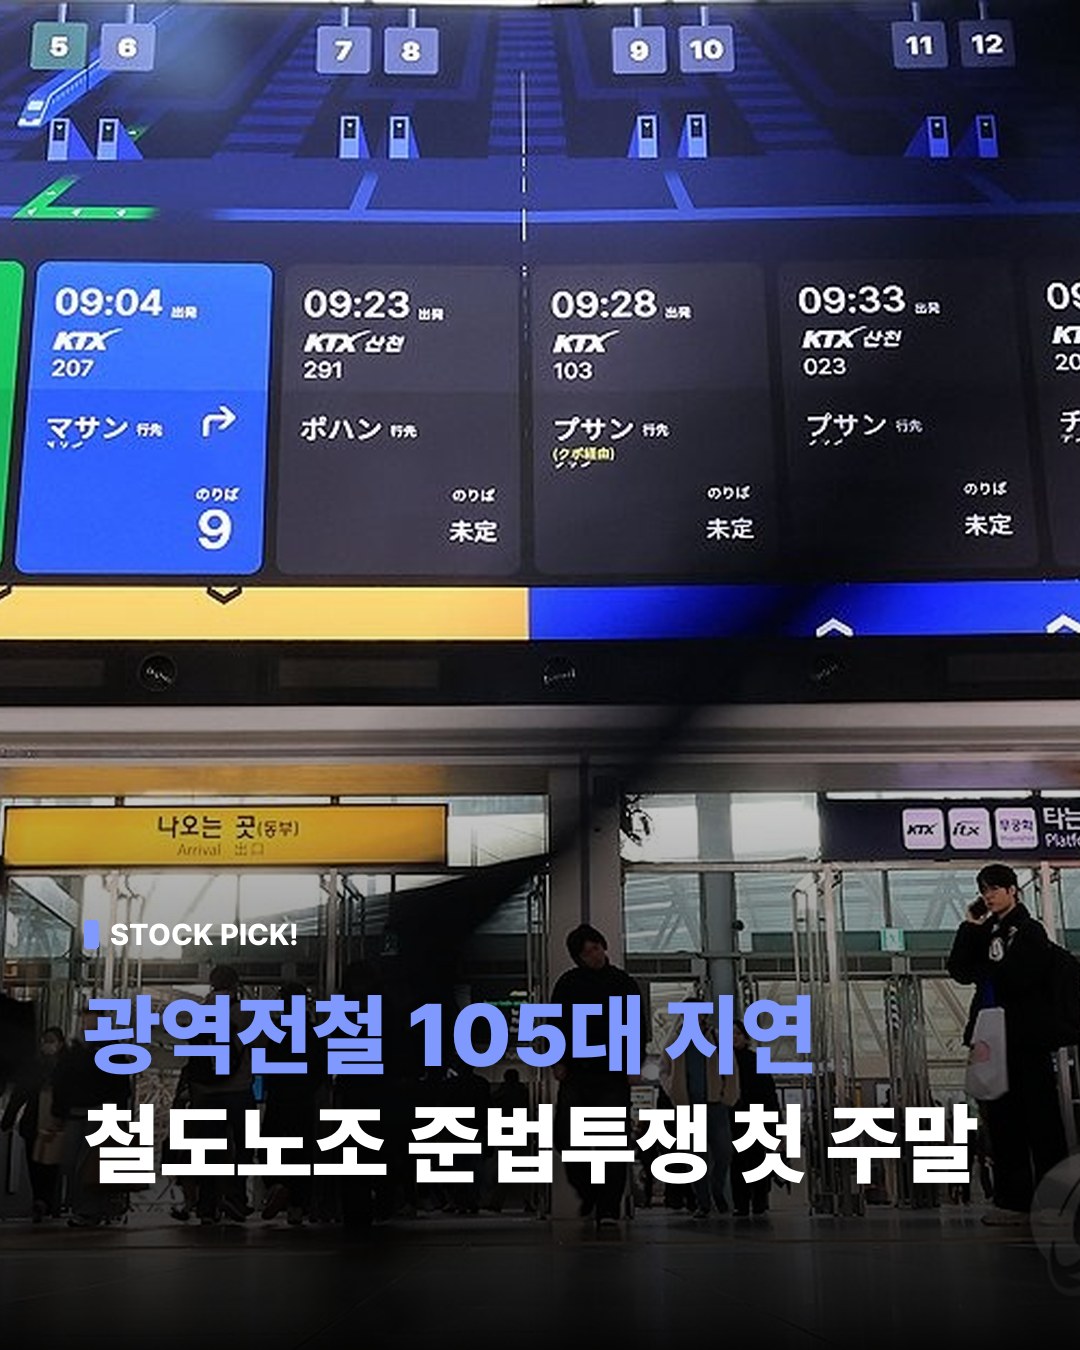 5 6 7 8 9 10 11 12
09:04 出発
KTX
207
マサン 行先
のりば
9
09:23 出発
KTX 산천
291
ポハン 行先
のりば
未定
09:28 出発
KTX
103
プサン 行先
(クポ経由)
のりば
未定
09:33 出発
KTX 산천
023
プサン 行先
のりば
未定
나오는 곳(동부)
Arrival 出口
KTX itx 무궁화 타는
STOCK PICK!
광역전철 105대 지연
철도노조 준법투쟁 첫 주말